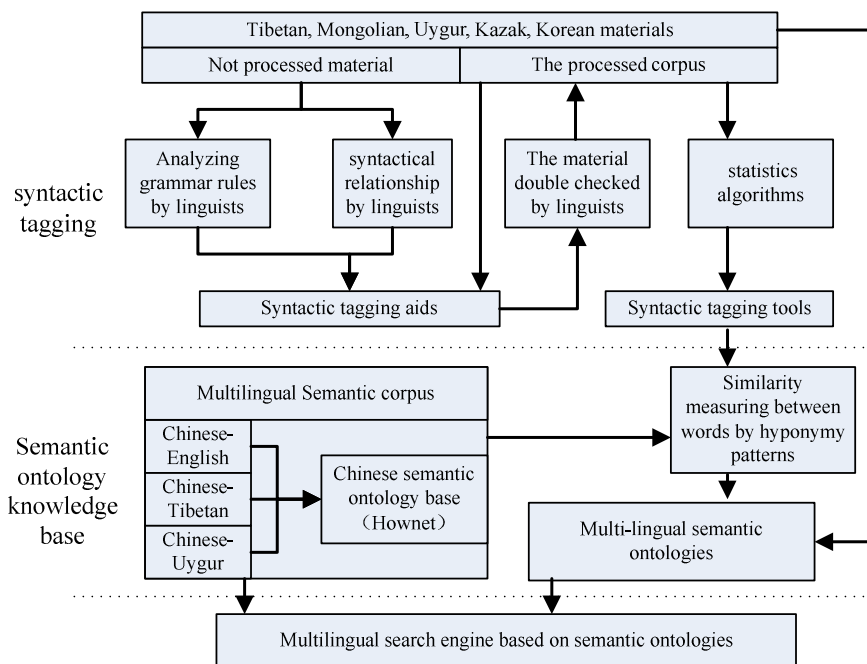 Tibetan, Mongolian, Uygur, Kazak, Korean materials
Not processed material
The processed corpus
syntactic
tagging
Analyzing
grammar rules
by linguists
syntactical
relationship by
linguists
The material
double checked
by linguists
statistics
algorithms
Syntactic tagging aids
Syntactic tagging tools
Semantic
ontology
knowledge
base
Multilingual Semantic corpus
Chinese-
English
Chinese-
Tibetan
Chinese-
Uygur
Chinese semantic
ontology base
（Hownet）
Similarity
measuring between
words by hyponymy
patterns
Multi-lingual semantic
ontologies
Multilingual search engine based on semantic ontologies